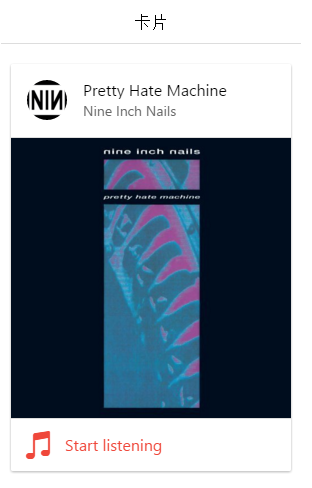 卡片
NIN
Pretty Hate Machine
Nine Inch Nails
nine inch nails
pretty hate machine
Start listening